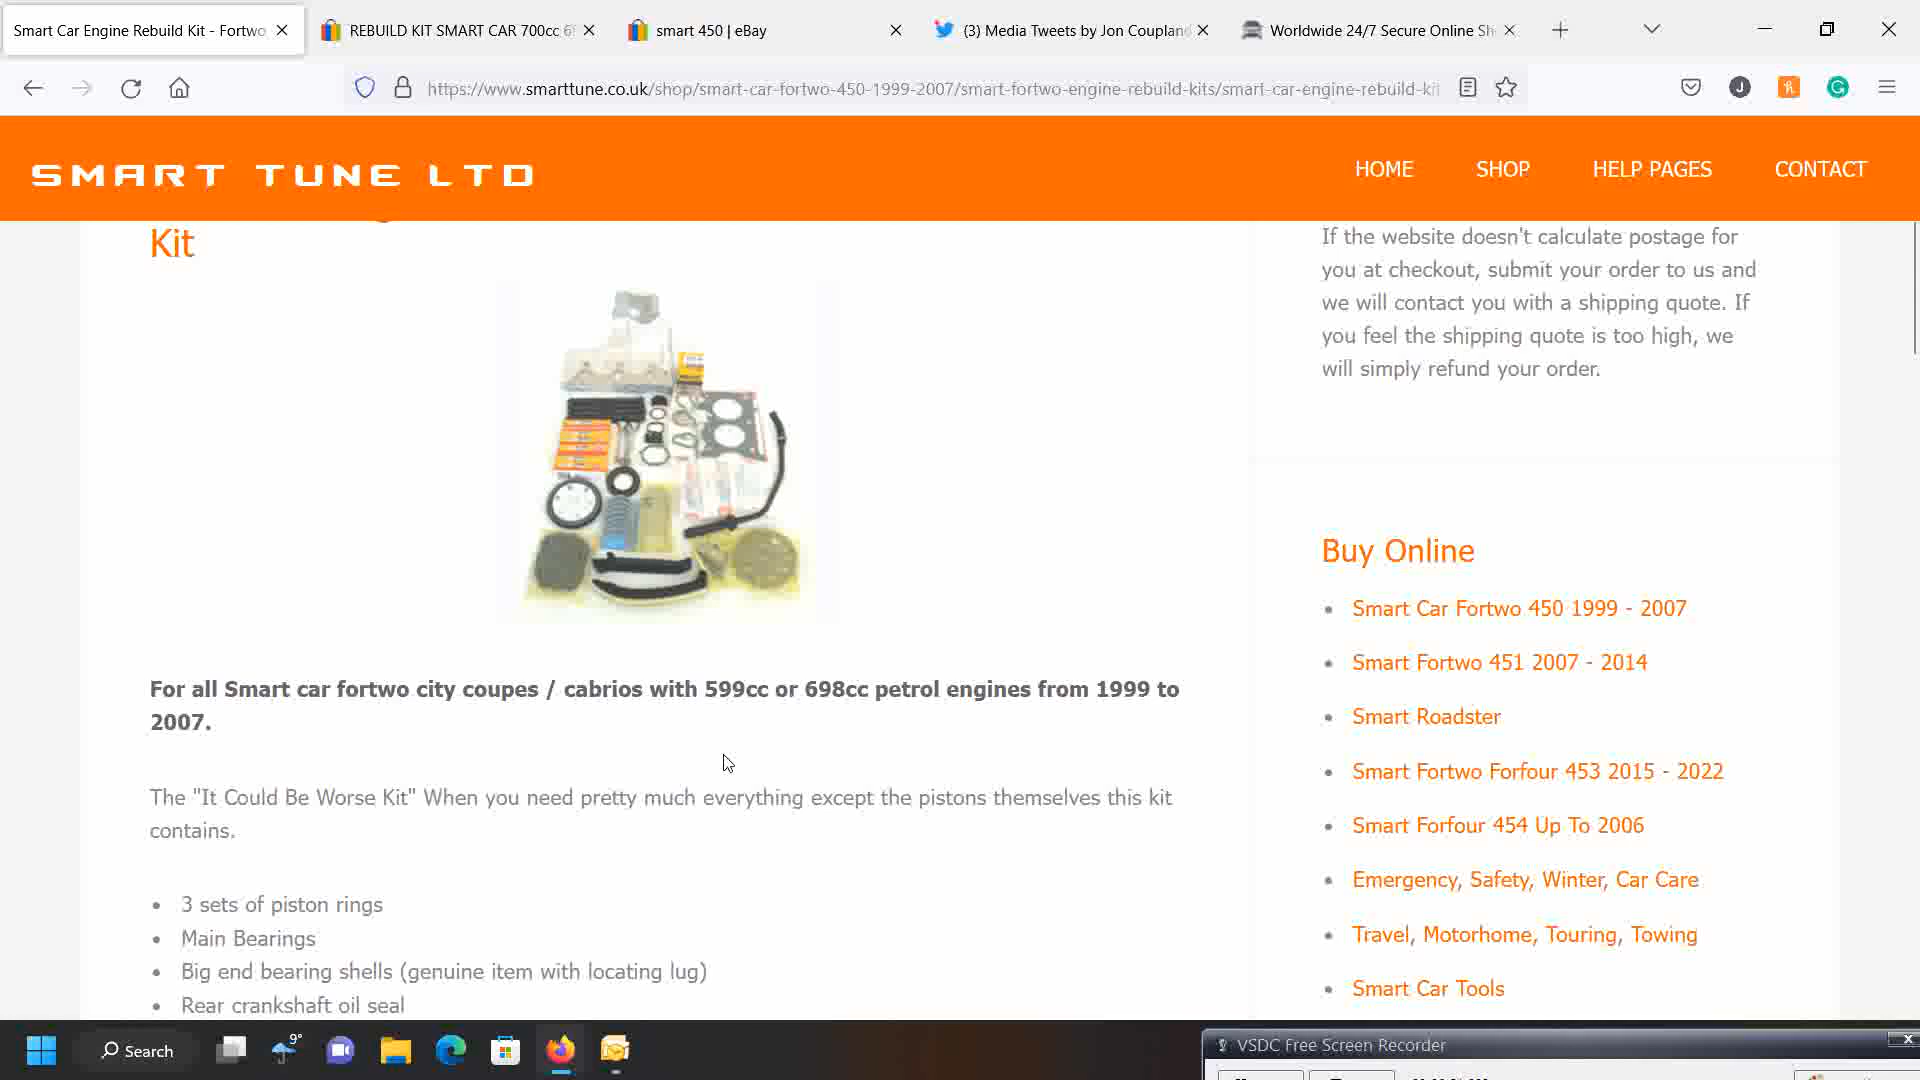 Smart Car Engine Rebuild Kit - Fortwo
REBUILD KIT SMART CAR 700cc 6
smart 450 | eBay
(3) Media Tweets by Jon Coupland
Worldwide 24/7 Secure Online Sh
https://www.smarttune.co.uk/shop/smart-car-fortwo-450-1999-2007/smart-fortwo-engine-rebuild-kits/smart-car-engine-rebuild-kit
J
SMART TUNE LTD
HOME
SHOP
HELP PAGES
CONTACT
Kit
For all Smart car fortwo city coupes / cabrios with 599cc or 698cc petrol engines from 1999 to
2007.
The "It Could Be Worse Kit" When you need pretty much everything except the pistons themselves this kit
contains.
• 3 sets of piston rings
• Main Bearings
• Big end bearing shells (genuine item with locating lug)
• Rear crankshaft oil seal
If the website doesn't calculate postage for
you at checkout, submit your order to us and
we will contact you with a shipping quote. If
you feel the shipping quote is too high, we
will simply refund your order.
Buy Online
• Smart Car Fortwo 450 1999 - 2007
• Smart Fortwo 451 2007 - 2014
• Smart Roadster
• Smart Fortwo Forfour 453 2015 - 2022
• Smart Forfour 454 Up To 2006
• Emergency, Safety, Winter, Car Care
• Travel, Motorhome, Touring, Towing
• Smart Car Tools
Search
9°
VSDC Free Screen Recorder